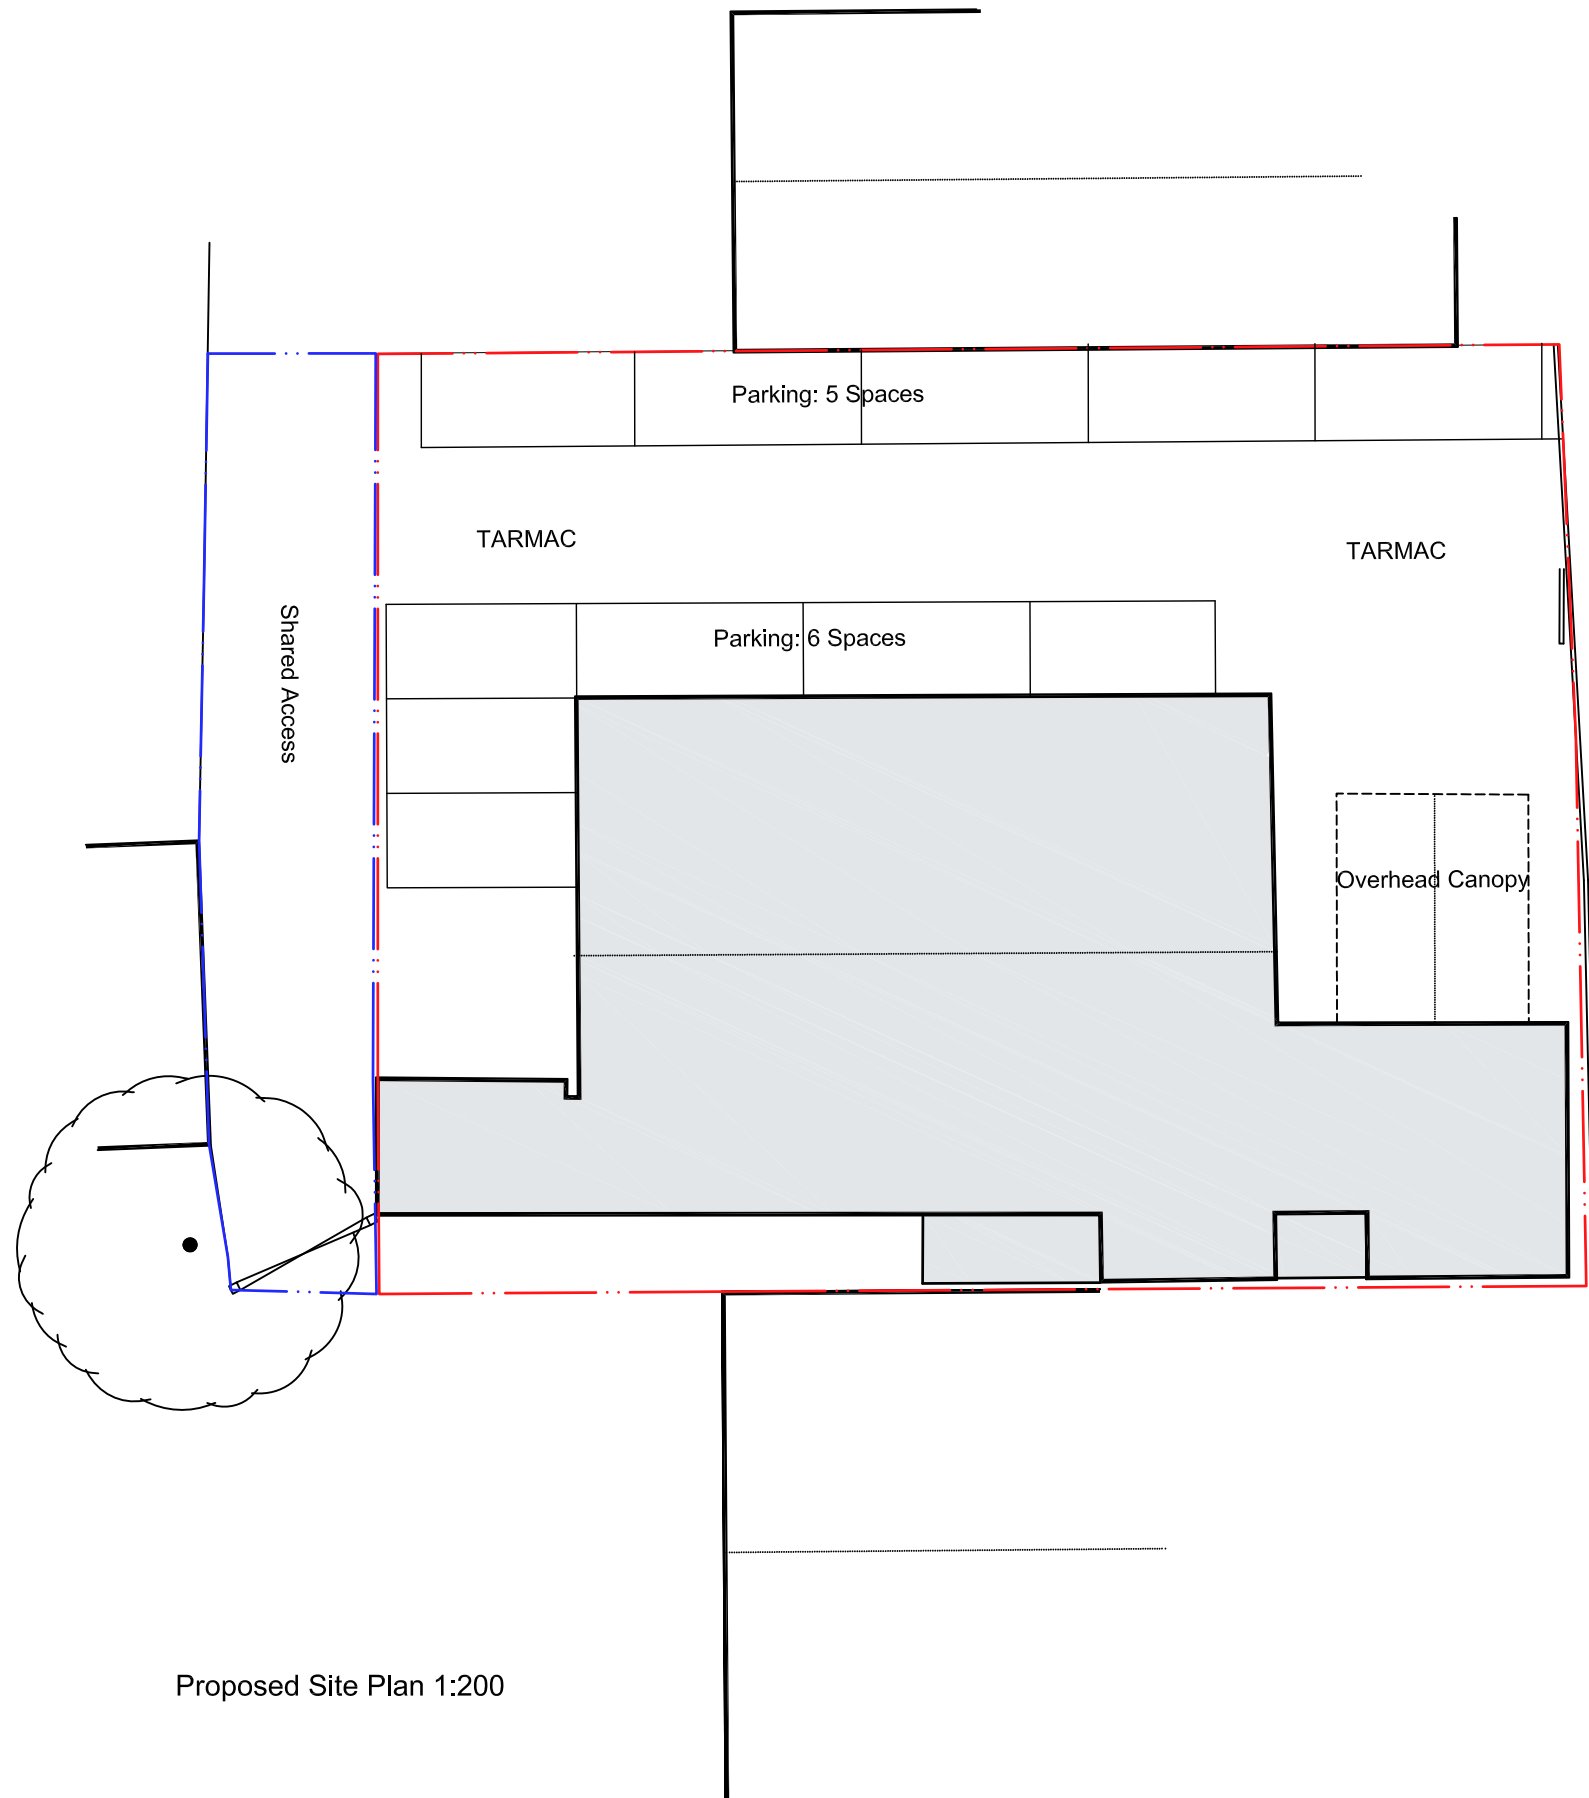 Parking: 5 Spaces
TARMAC
TARMAC
Shared Access
Parking: 6 Spaces
Overhead Canopy
Proposed Site Plan 1:200